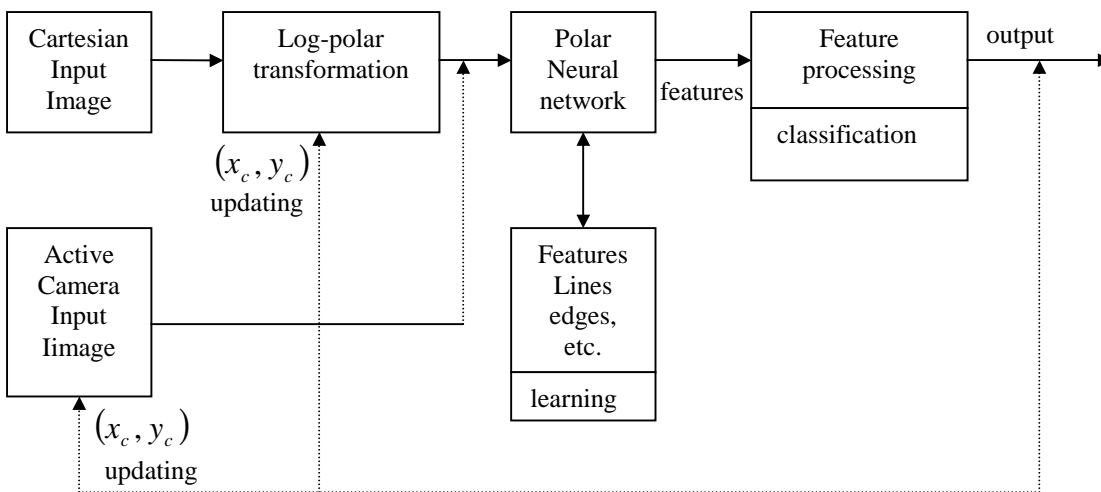 Cartesian
Input
Image
Log-polar
transformation
Polar
Neural
network
features
Feature
processing
classification
output
(x_c, y_c)
updating
Active
Camera
Input
Iimage
Features
Lines
edges,
etc.
learning
(x_c, y_c)
updating